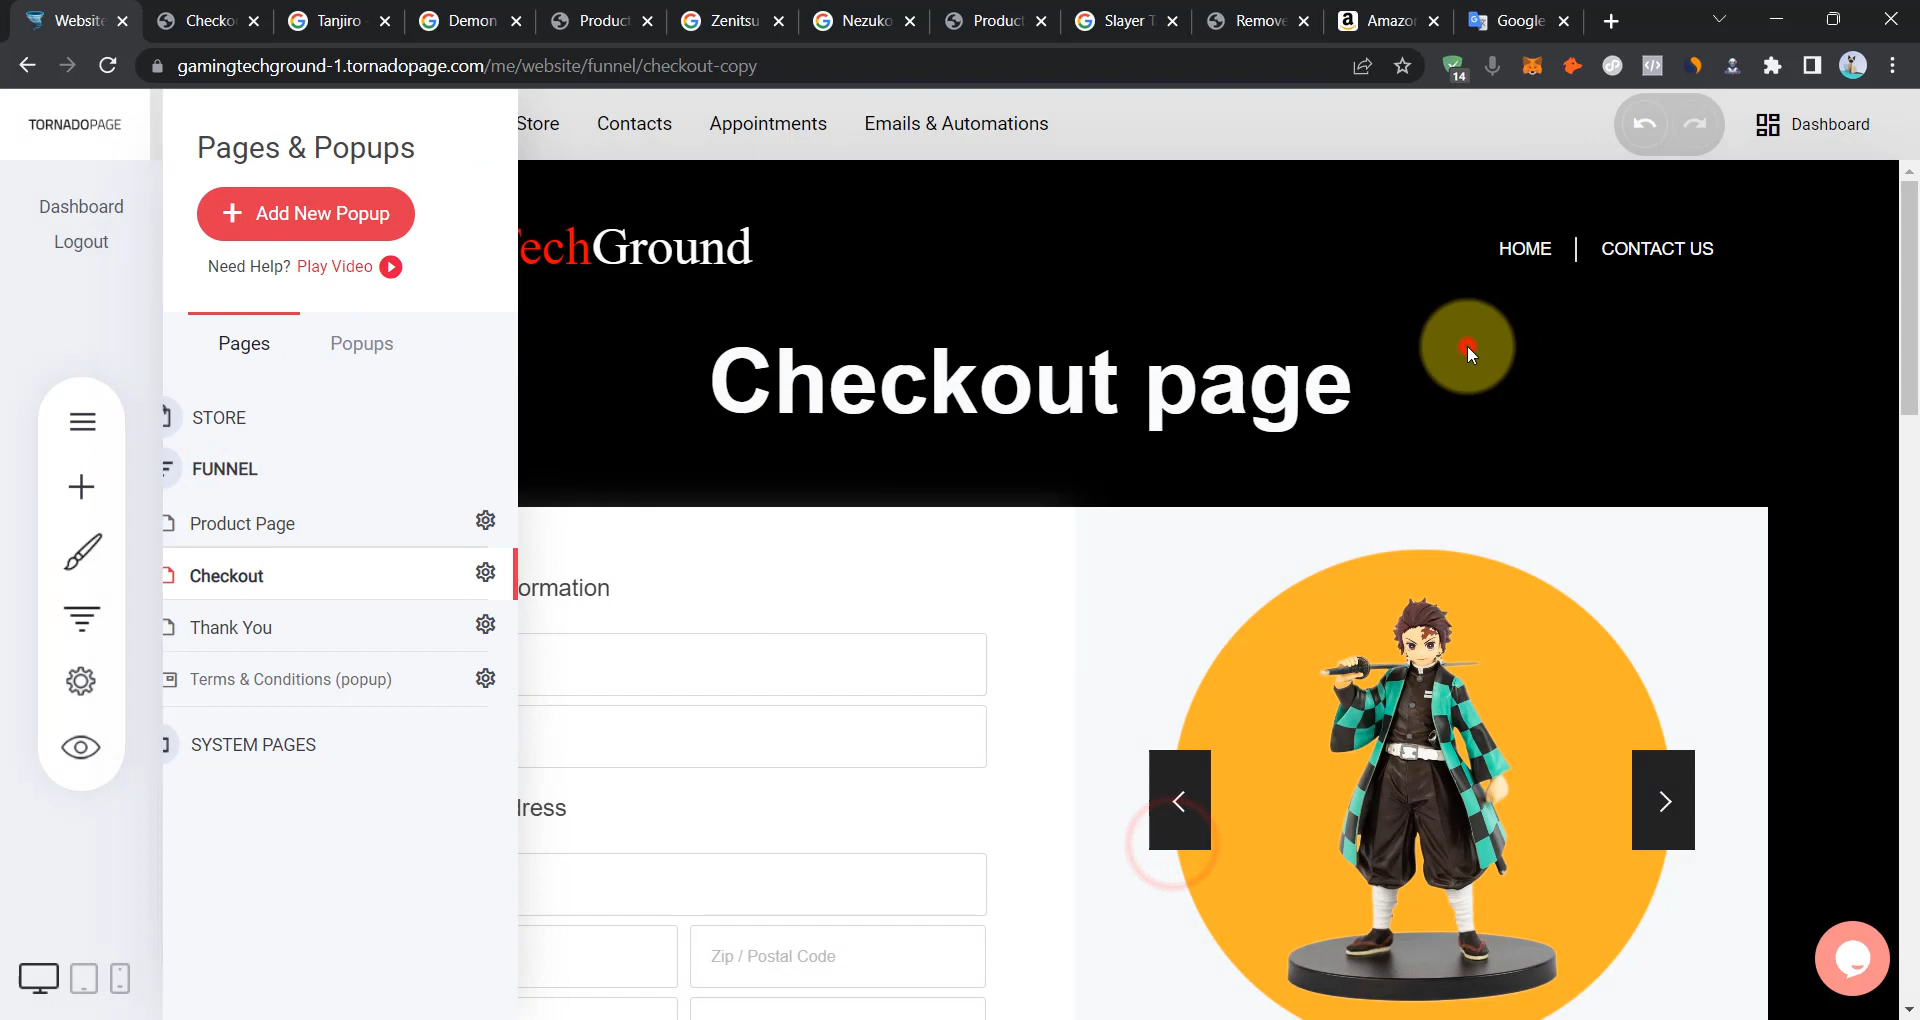 Website Checko Tanjiro Demon Product Zenitsu Nezuko Product Slayer T Remove Amazon Google
gamingtechground-1.tornadopage.com/me/website/funnel/checkout-copy
14
TORNADOPAGE
Store Contacts Appointments Emails & Automations
Dashboard
Pages & Popups
Dashboard
Logout
+ Add New Popup
Need Help? Play Video
TechGround
HOME | CONTACT US
Pages Popups
Checkout page
STORE
FUNNEL
Product Page
Checkout
ormation
Thank You
Terms & Conditions (popup)
SYSTEM PAGES
dress
Zip / Postal Code